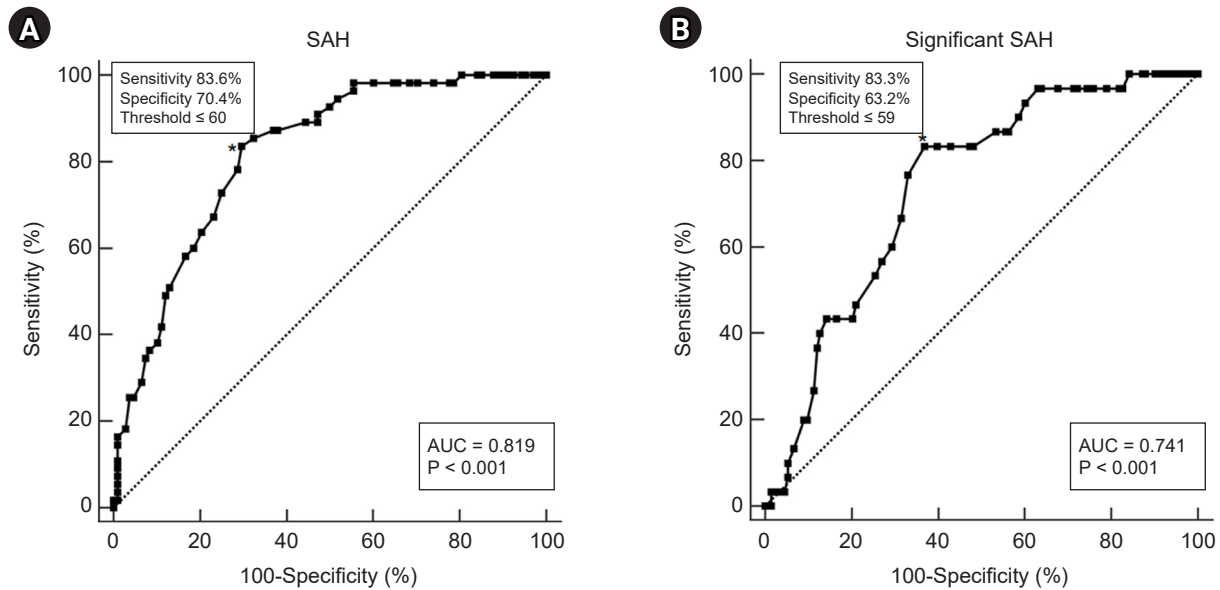 A
SAH
Sensitivity 83.6%
Specificity 70.4%
Threshold ≤ 60
*
100
80
60
40
20
0
Sensitivity (%)
AUC = 0.819
P < 0.001
0 20 40 60 80 100
100-Specificity (%)
B
Significant SAH
Sensitivity 83.3%
Specificity 63.2%
Threshold ≤ 59
*
100
80
60
40
20
0
Sensitivity (%)
AUC = 0.741
P < 0.001
0 20 40 60 80 100
100-Specificity (%)